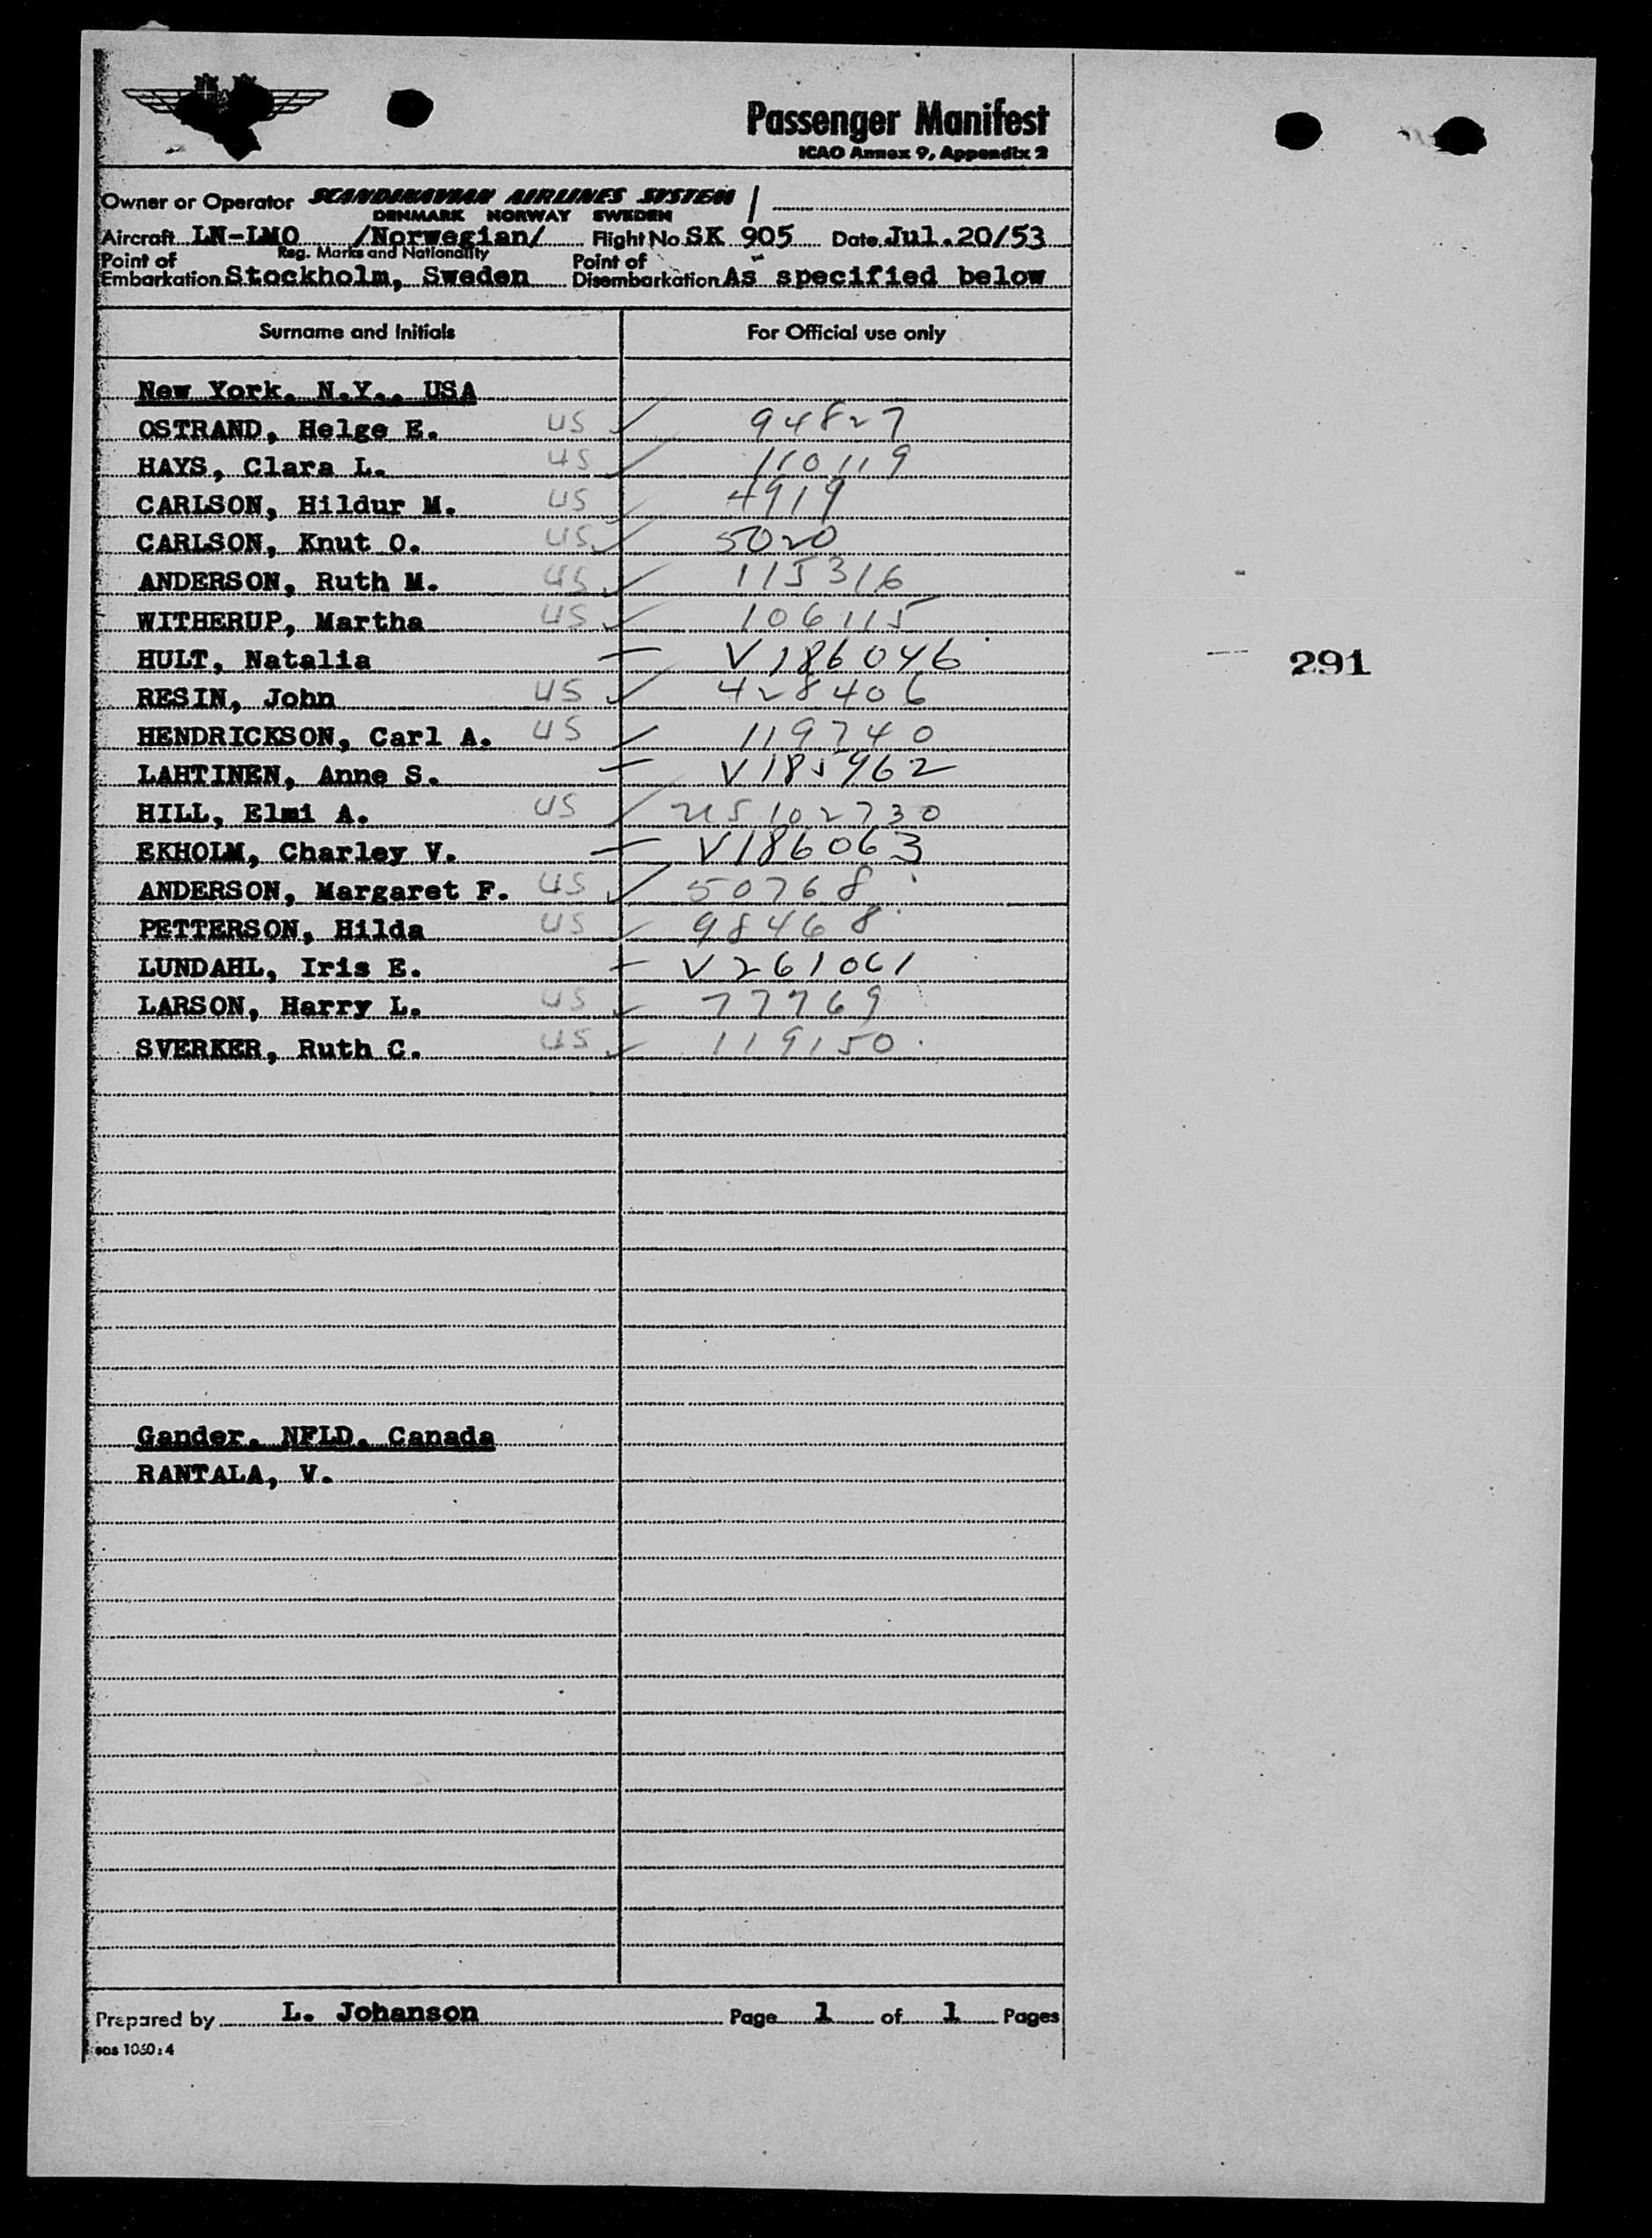 Passenger Manifest
ICAO Annex 9, Appendix 2
Owner or Operator SCANDINAVIAN AIRLINES SYSTEM
DENMARK NORWAY SWEDEN
Aircraft LN-LMO /Norwegian/ Flight No. SK 905 Date Jul.20/53
Reg. Marks and Nationality
Point of Embarkation Stockholm, Sweden Point of Disembarkation As specified below
Surname and Initials For Official use only
New York, N.Y., USA
OSTRAND, Helge E. US 94827
HAYS, Clara L. US 110119
CARLSON, Hildur M. US 4919
CARLSON, Knut O. US 5020
ANDERSON, Ruth M. US 115316
WITHERUP, Martha US 106115
HULT, Natalia V186046
291
RESIN, John US 428406
HENDRICKSON, Carl A. US 119740
LAHTINEN, Anne S. V185962
HILL, Elmi A. US US 102730
EKHOLM, Charley V. V186063
ANDERSON, Margaret F. US 50768
PETTERSON, Hilda US 98468
LUNDAHL, Iris E. V261061
LARSON, Harry L. US 77769
SVERKER, Ruth C. US 119150
Gander, NFLD, Canada
RANTALA, V.
Prepared by L. Johanson Page 1 of 1 Pages
sas 1050:4